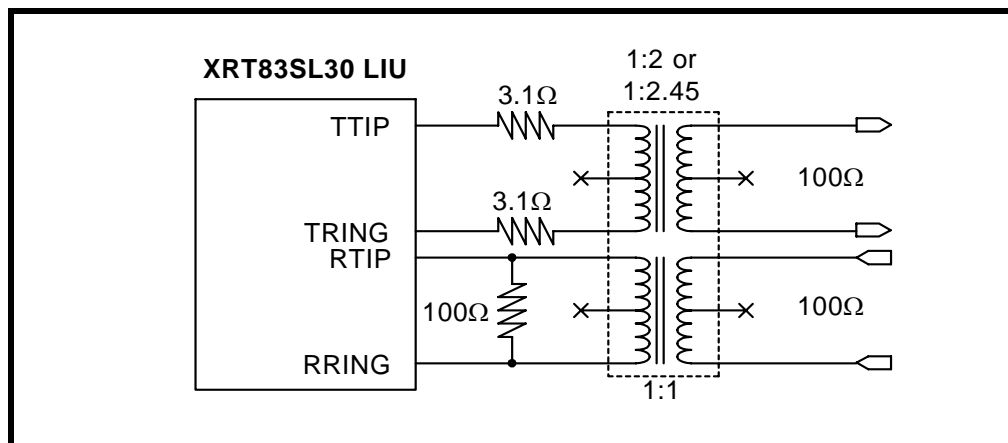 XRT83SL30 LIU
1:2 or
1:2.45
3.1Ω
TTIP
100Ω
3.1Ω
TRING
RTIP
100Ω
100Ω
RRING
1:1